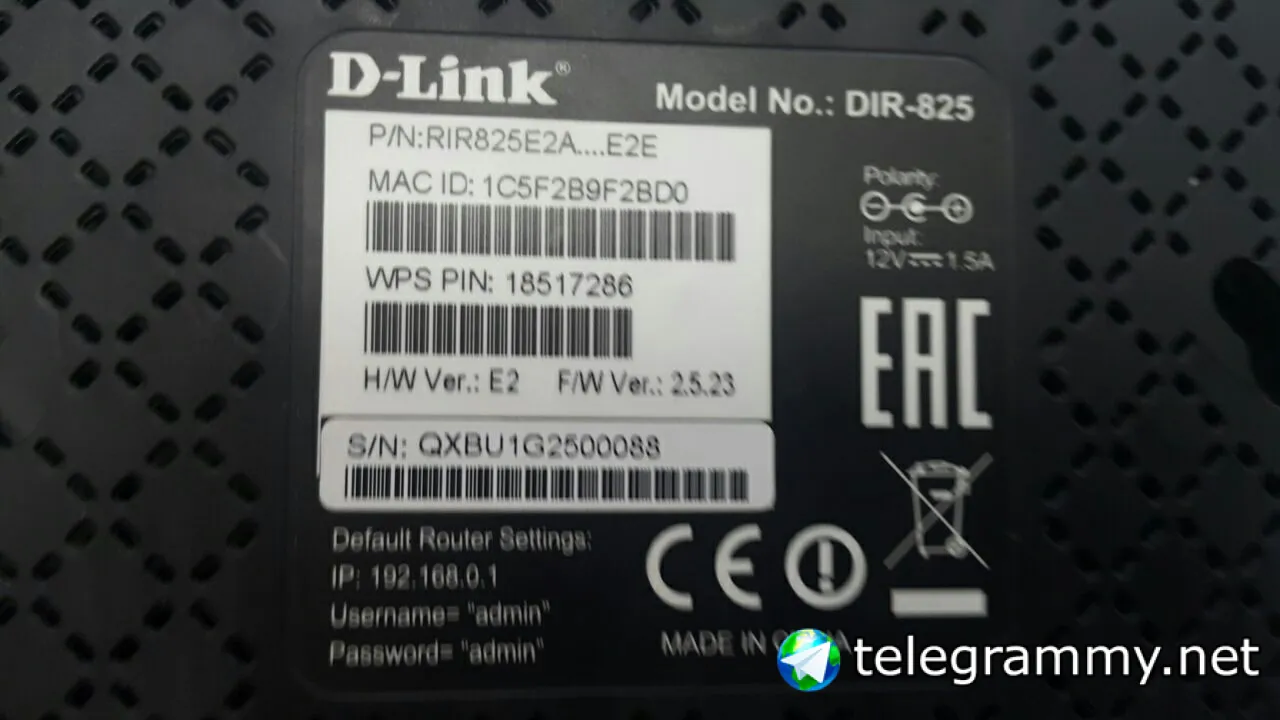 D-Link®
Model No.: DIR-825
P/N:RIR825E2A....E2E
MAC ID: 1C5F2B9F2BD0
WPS PIN: 18517286
H/W Ver.: E2 F/W Ver.: 2.5.23
S/N: QXBU1G2500088
Polarity:
Input:
12V⎓1.5A
EAC
Default Router Settings:
IP: 192.168.0.1
Username= "admin"
Password= "admin"
CE
MADE IN
telegrammy.net